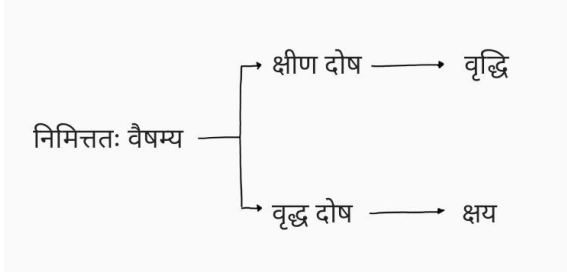 क्षीण दोष → वृद्धि
निमित्ततः वैषम्य
वृद्ध दोष → क्षय